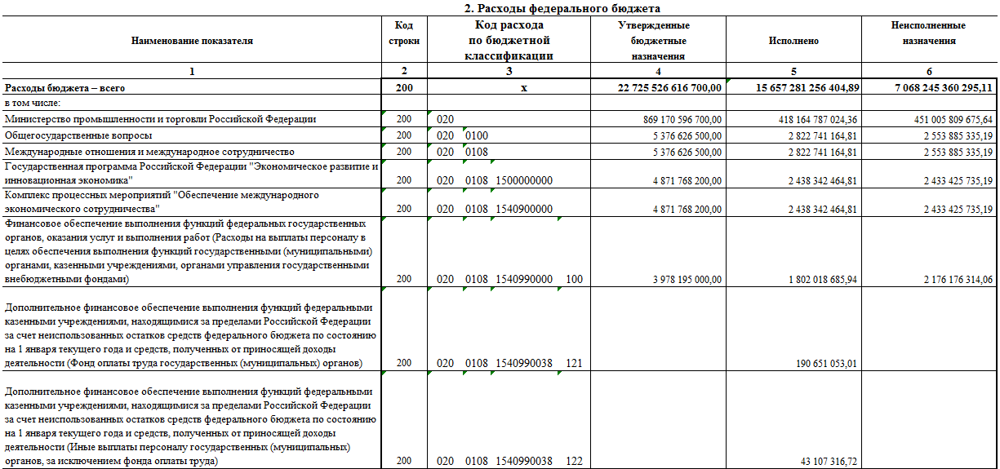 2. Расходы федерального бюджета
Наименование показателя
Код
строки
Код расхода
по бюджетной
классификации
Утвержденные
бюджетные
назначения
Исполнено
Неисполненные
назначения
1 2 3 4 5 6
Расходы бюджета – всего 200 х 22 725 526 616 700,00 15 657 281 256 404,89 7 068 245 360 295,11
в том числе:
Министерство промышленности и торговли Российской Федерации 200 020 869 170 596 700,00 418 164 787 024,36 451 005 809 675,64
Общегосударственные вопросы 200 020 0100 5 376 626 500,00 2 822 741 164,81 2 553 885 335,19
Международные отношения и международное сотрудничество 200 020 0108 5 376 626 500,00 2 822 741 164,81 2 553 885 335,19
Государственная программа Российской Федерации "Экономическое развитие и
инновационная экономика" 200 020 0108 1500000000 4 871 768 200,00 2 438 342 464,81 2 433 425 735,19
Комплекс процессных мероприятий "Обеспечение международного
экономического сотрудничества" 200 020 0108 1540900000 4 871 768 200,00 2 438 342 464,81 2 433 425 735,19
Финансовое обеспечение выполнения функций федеральных государственных
органов, оказания услуг и выполнения работ (Расходы на выплаты персоналу в
целях обеспечения выполнения функций государственными (муниципальными)
органами, казенными учреждениями, органами управления государственными
внебюджетными фондами) 200 020 0108 1540990000 100 3 978 195 000,00 1 802 018 685,94 2 176 176 314,06
Дополнительное финансовое обеспечение выполнения функций федеральными
казенными учреждениями, находящимися за пределами Российской Федерации
за счет неиспользованных остатков средств федерального бюджета по состоянию
на 1 января текущего года и средств, полученных от приносящей доходы
деятельности (Фонд оплаты труда государственных (муниципальных) органов) 200 020 0108 1540990038 121 190 651 053,01
Дополнительное финансовое обеспечение выполнения функций федеральными
казенными учреждениями, находящимися за пределами Российской Федерации
за счет неиспользованных остатков средств федерального бюджета по состоянию
на 1 января текущего года и средств, полученных от приносящей доходы
деятельности (Иные выплаты персоналу государственных (муниципальных)
органов, за исключением фонда оплаты труда) 200 020 0108 1540990038 122 43 107 316,72